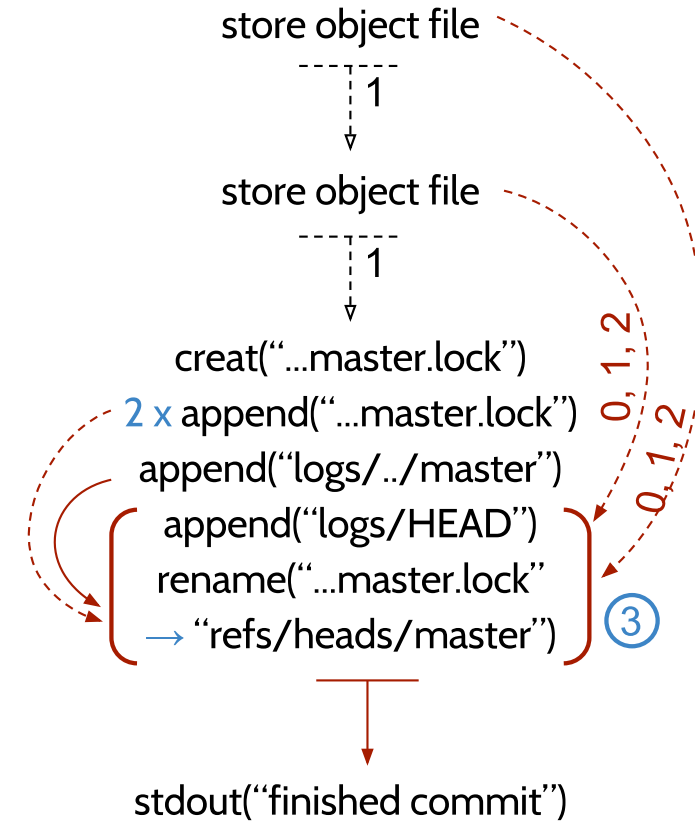 store object file
1
store object file
1
creat(“...master.lock”)
0, 1, 2
2 x append(“...master.lock”)
0, 1, 2
append(“logs/../master”)
append(“logs/HEAD”)
rename(“...master.lock”
→ “refs/heads/master”)
3
stdout(“finished commit”)